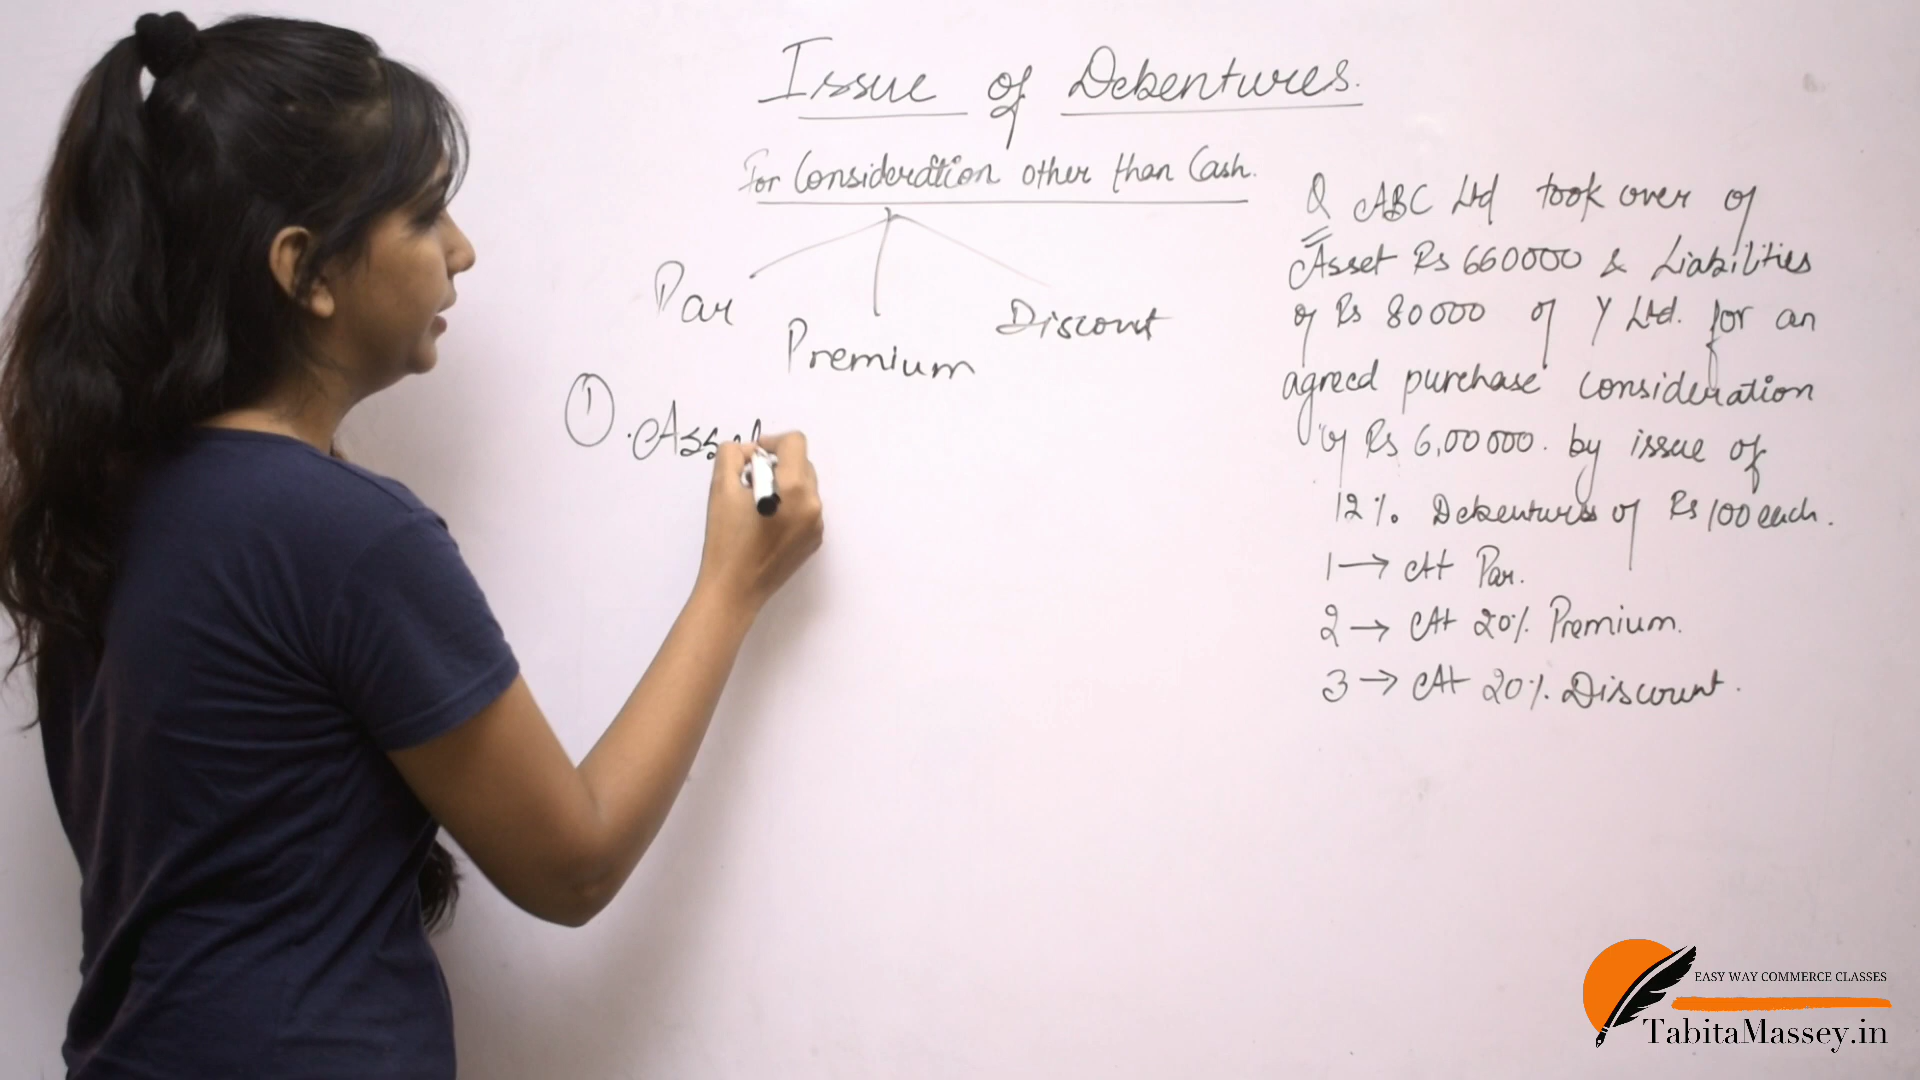 Issue of Debentures.
For Consideration other than Cash.
Par
Premium
Discount
① Asset
Q ABC Ltd took over of
Asset Rs 660000 & Liabilities
of Rs 80000 of Y Ltd. for an
agreed purchase consideration
of Rs 6,00000. by issue of
12%. Debentures of Rs 100 each.
1 → At Par.
2 → At 20% Premium.
3 → At 20% Discount.
EASY WAY COMMERCE CLASSES
TabitaMassey.in